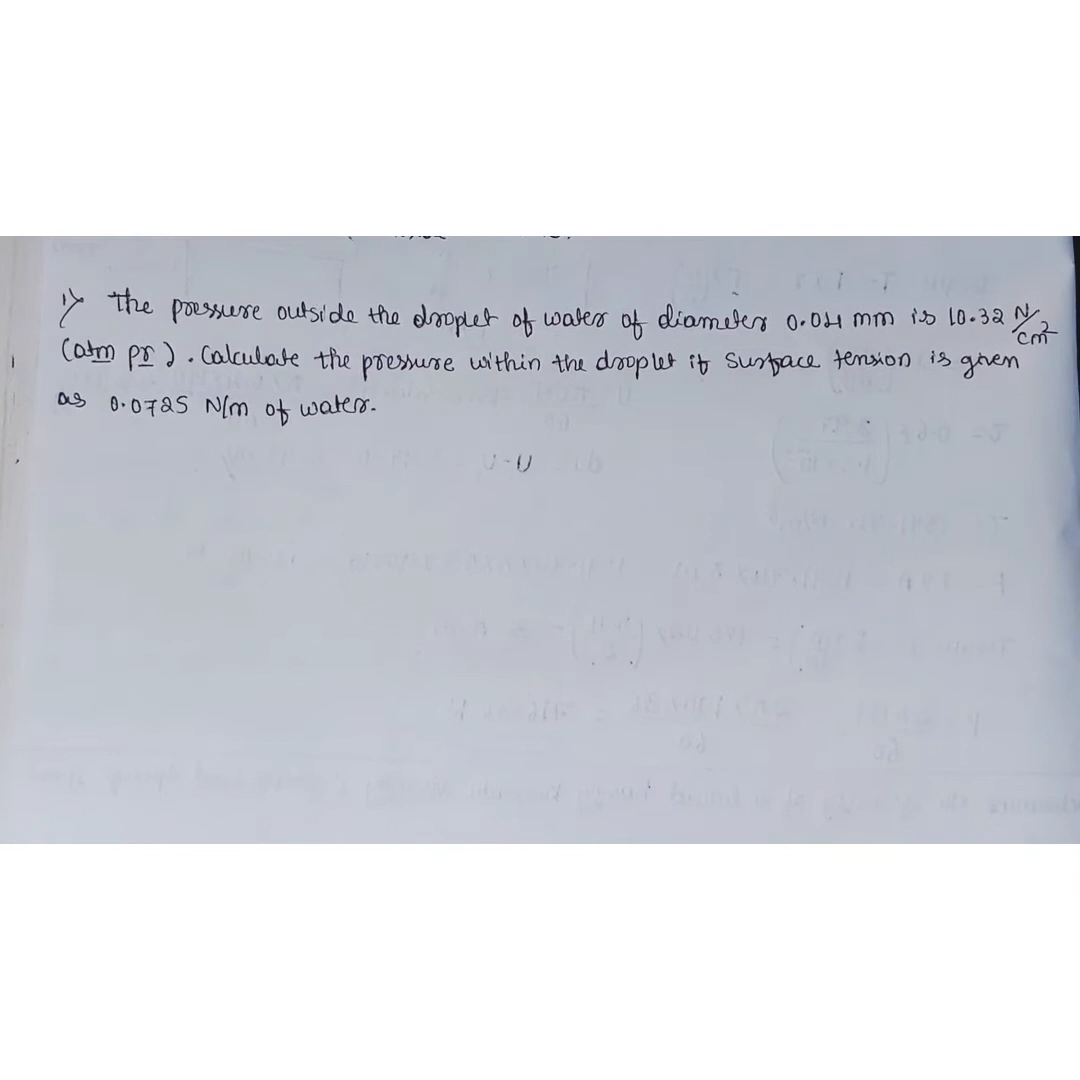 1) The pressure outside the droplet of water of diameter 0.04 mm is 10.32 N/cm²
(atm pr). Calculate the pressure within the droplet if surface tension is given
as 0.0725 N/m of water.